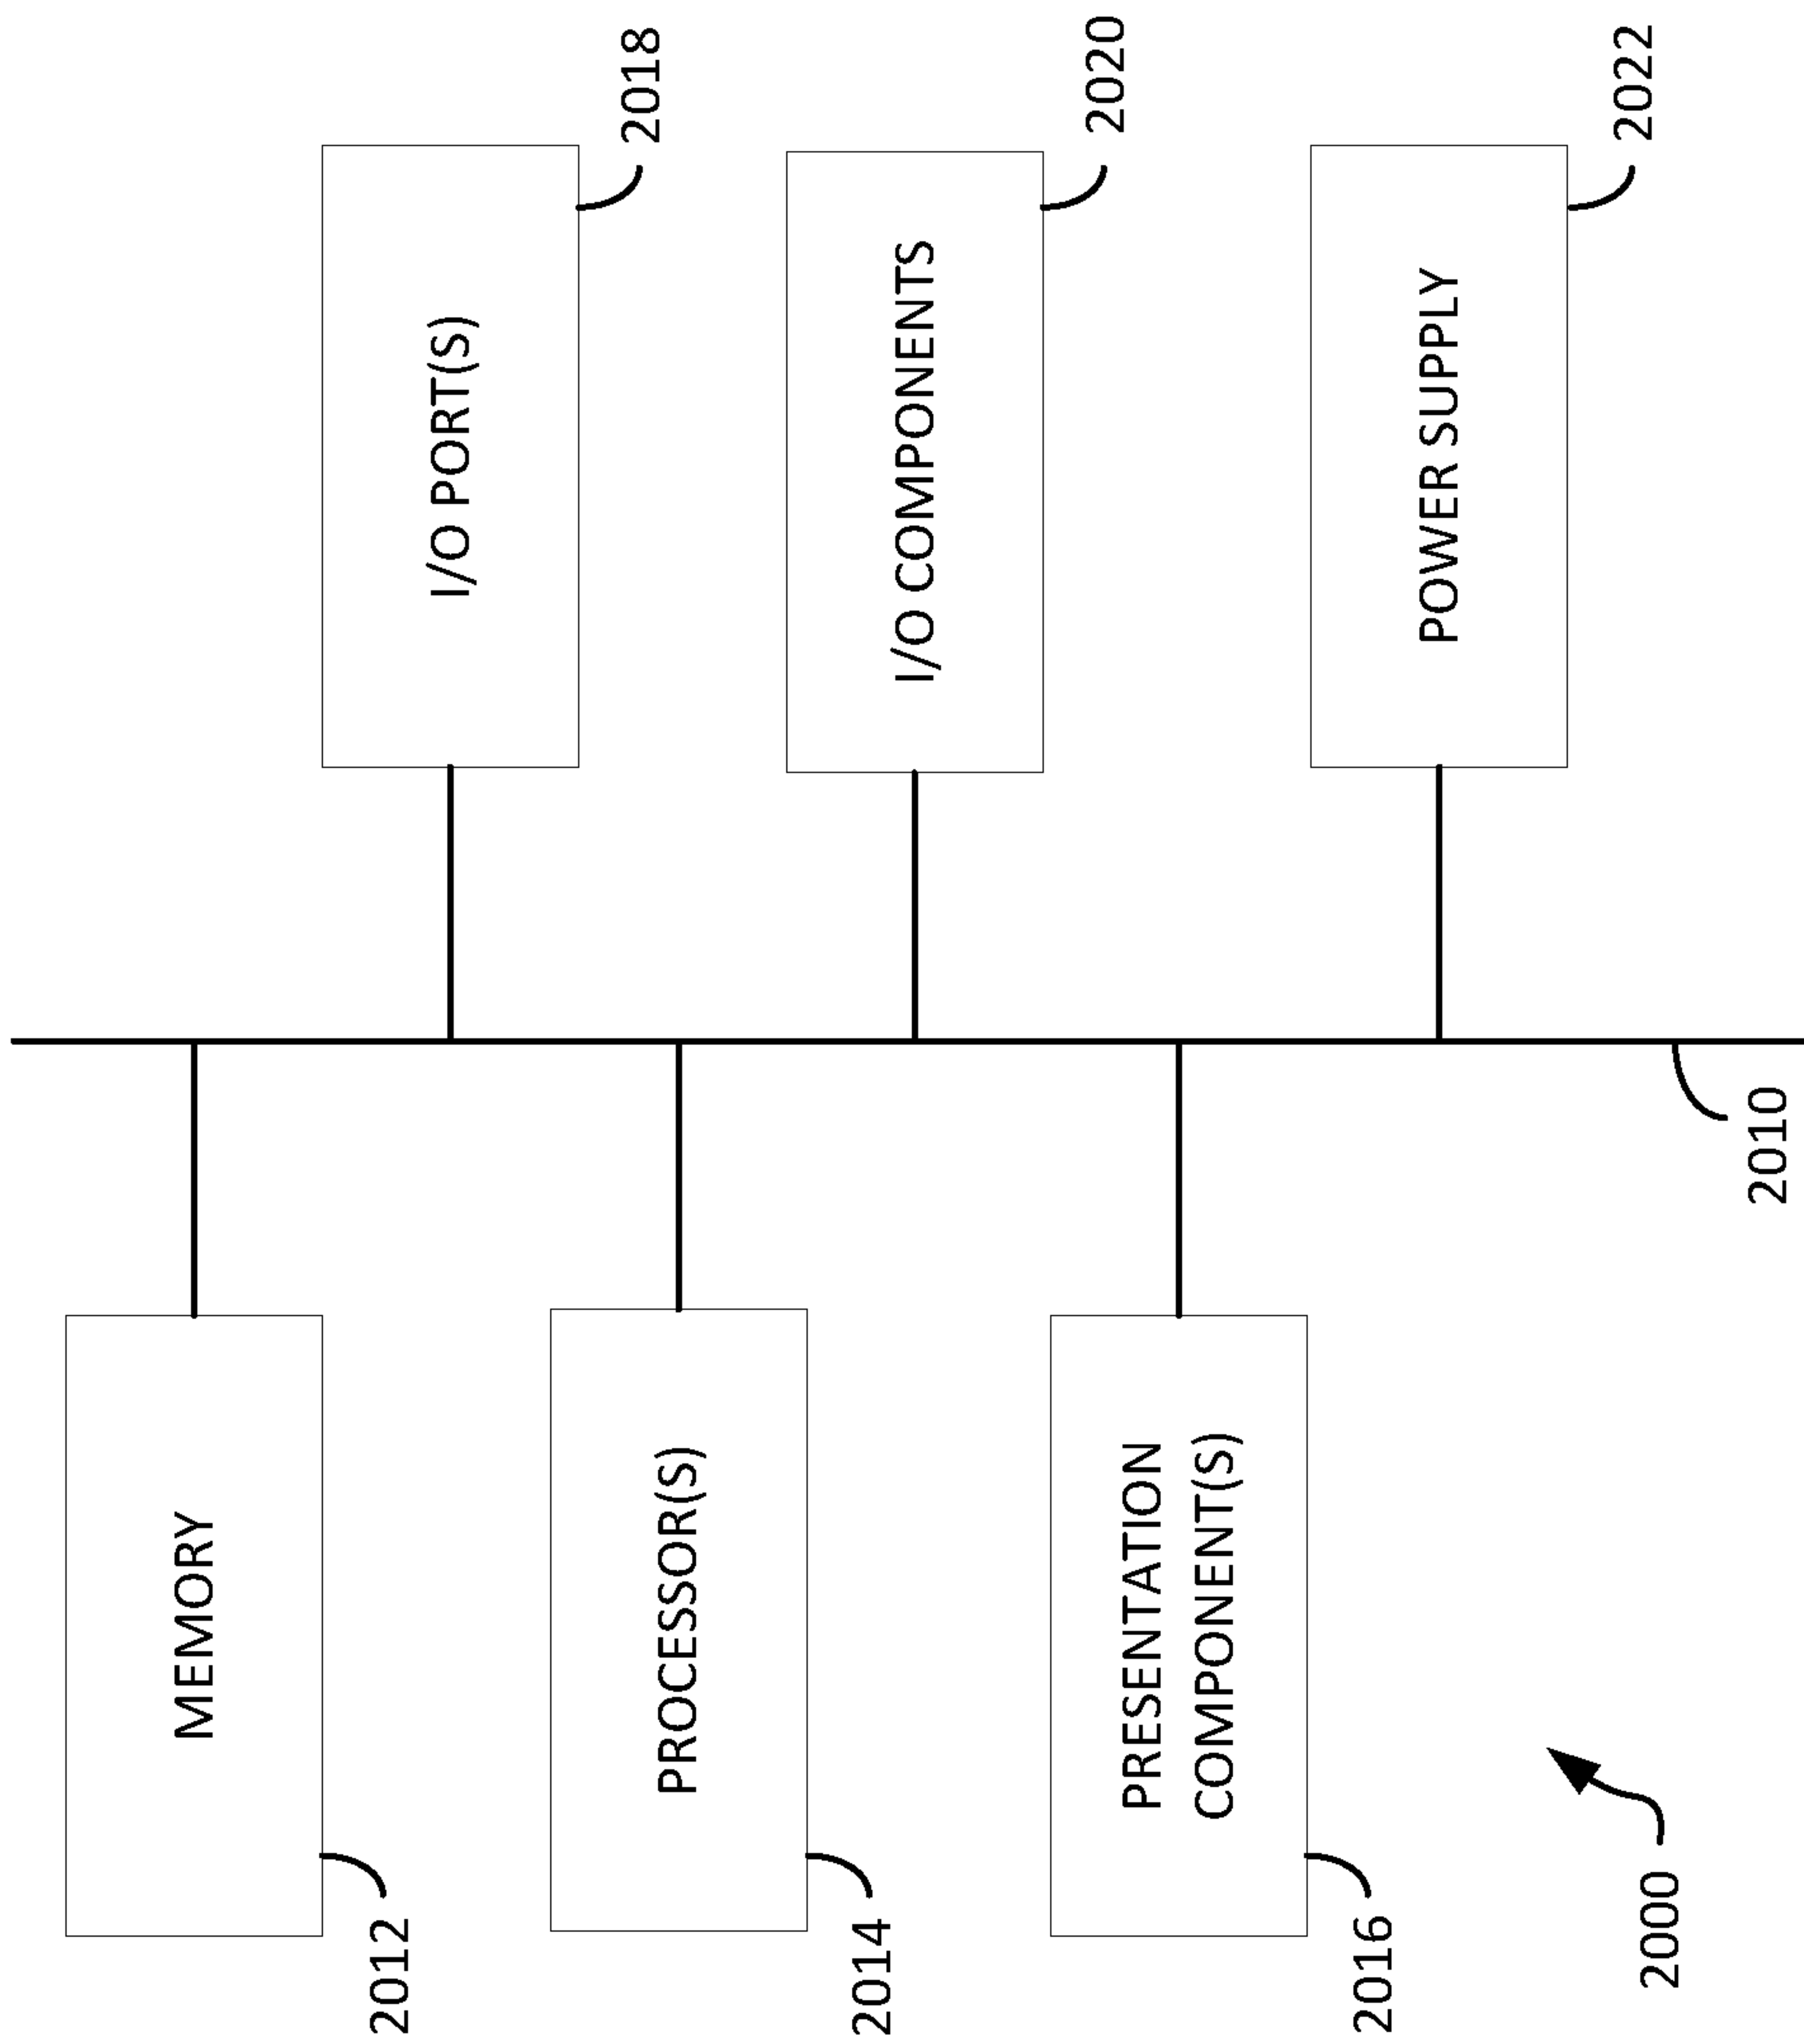 MEMORY
2012
I/O PORT(S)
2018
PROCESSOR(S)
2014
I/O COMPONENTS
2020
PRESENTATION
COMPONENT(S)
2016
POWER SUPPLY
2022
2010
2000